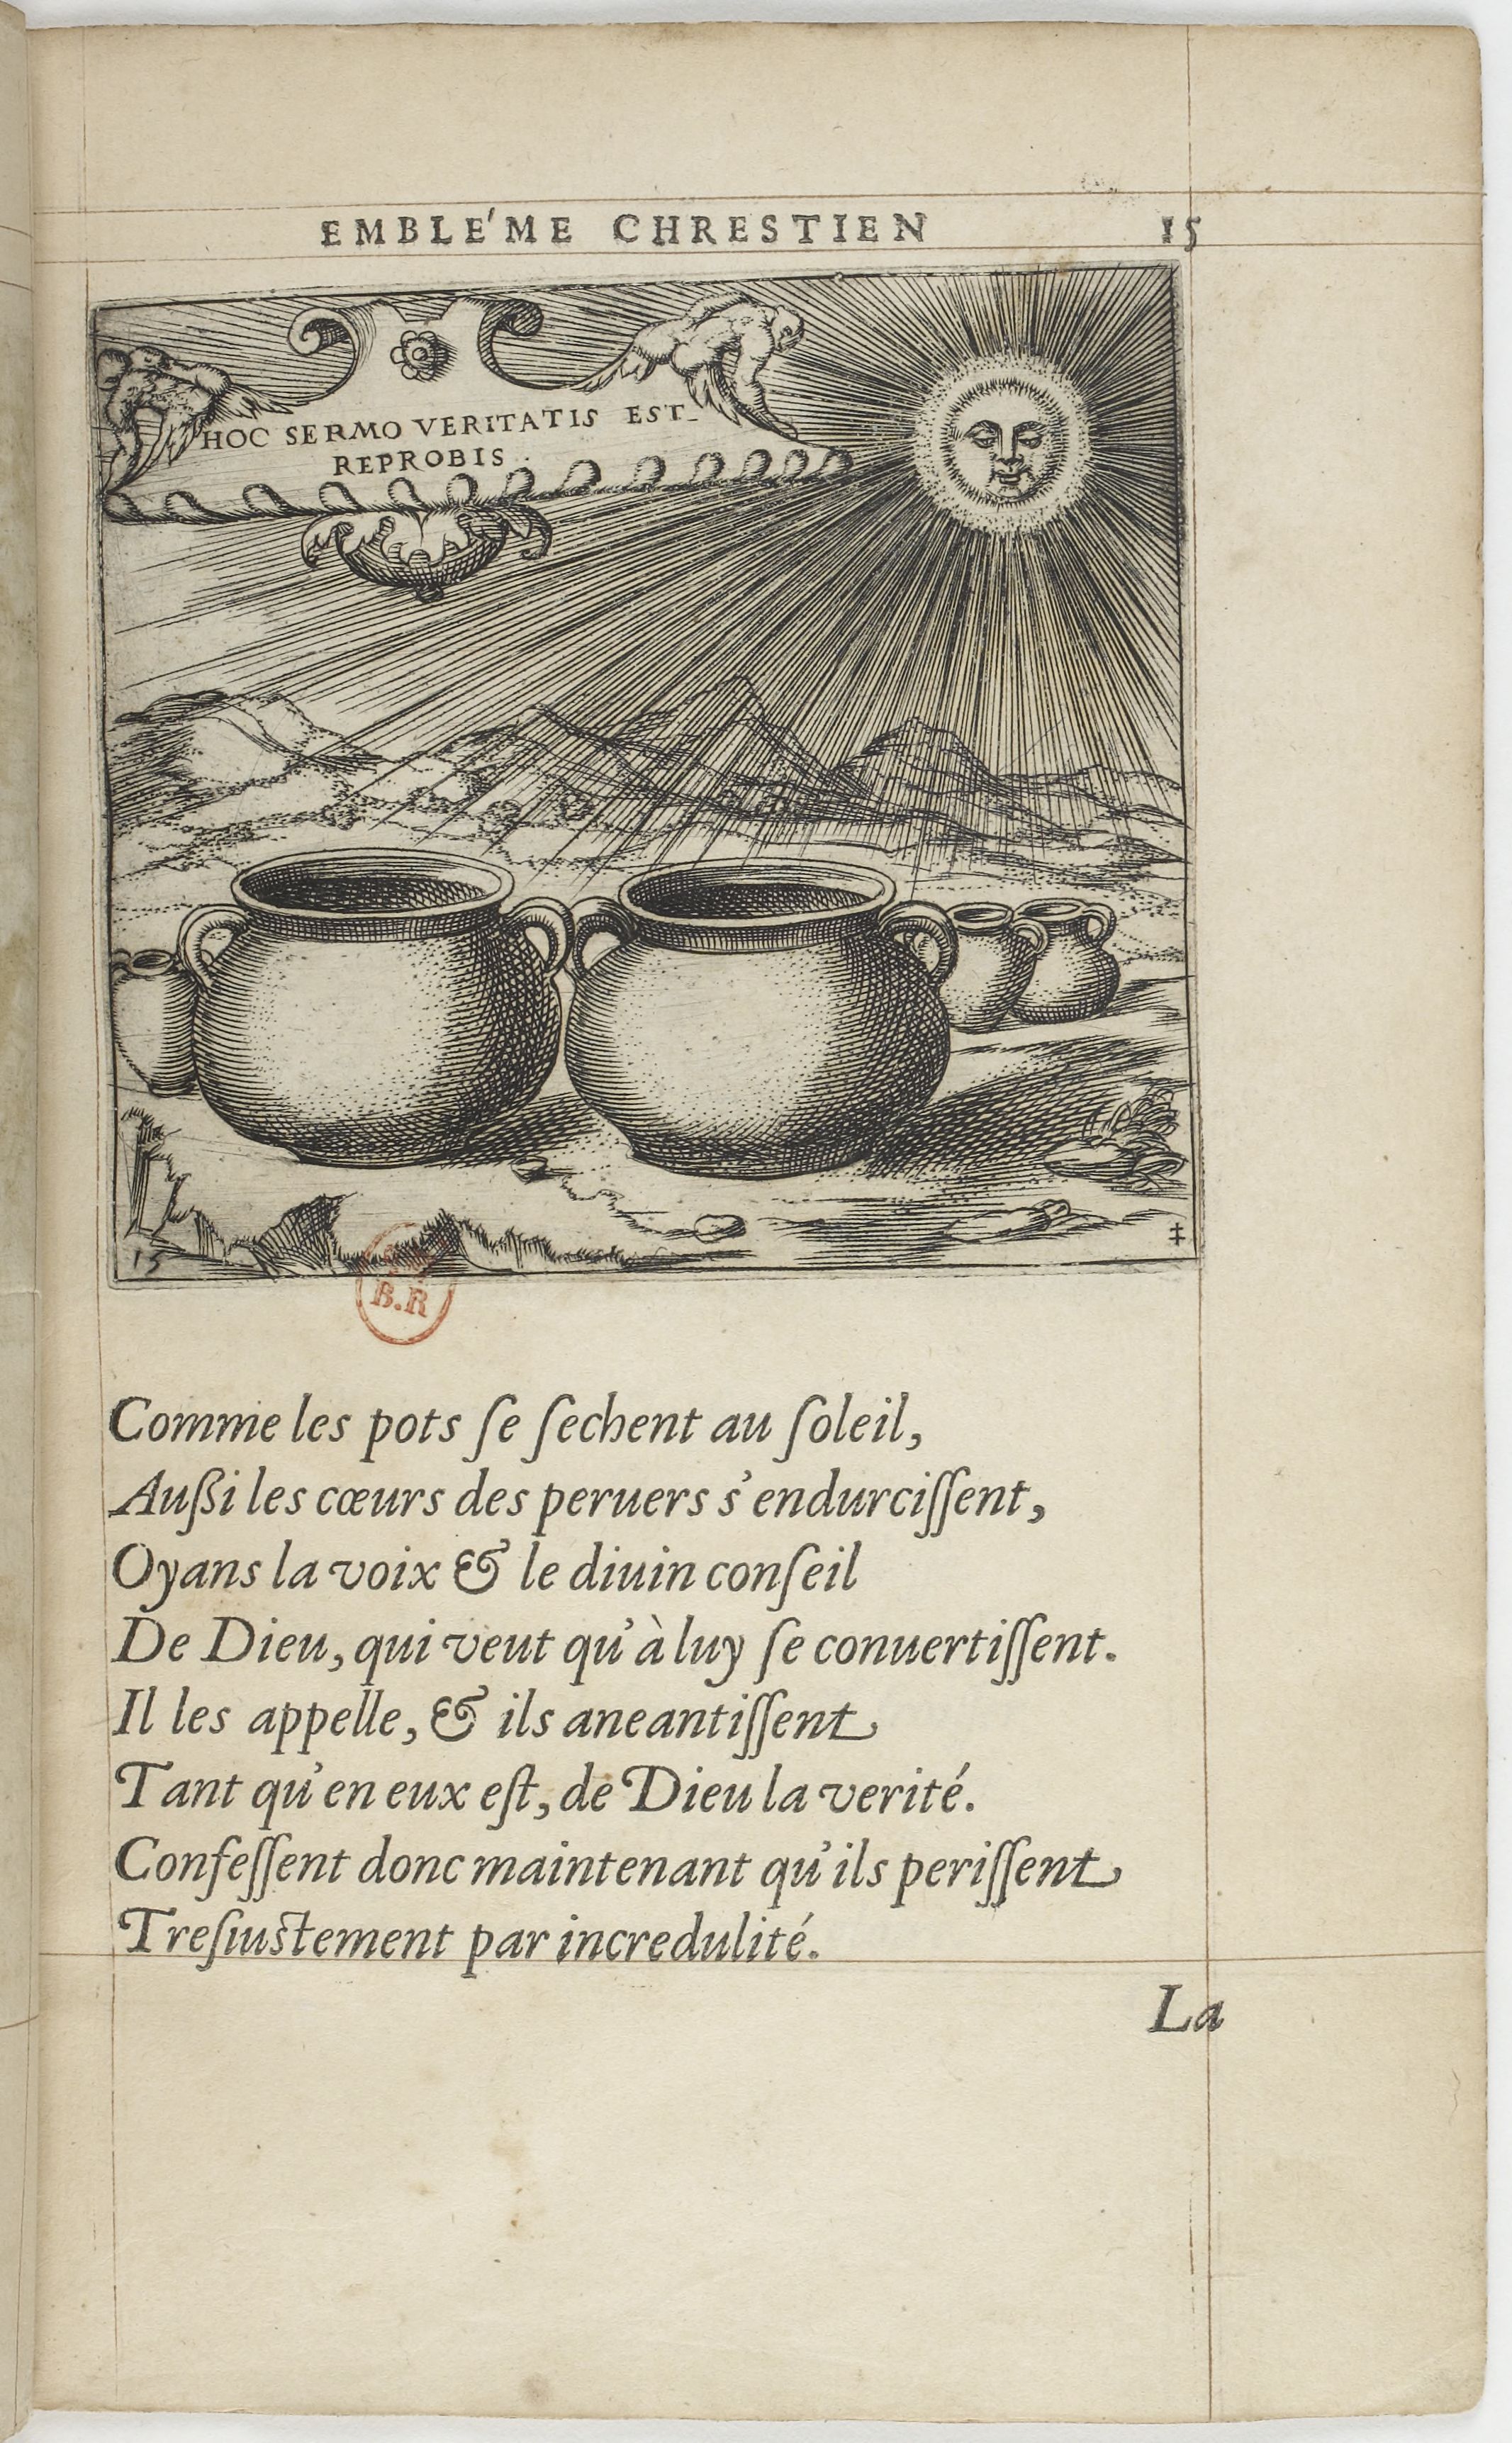 EMBLE'ME CHRESTIEN 15
HOC SERMO VERITATIS EST
REPROBIS.
15
‡
B.R
Comme les pots ſe ſechent au ſoleil,
Außi les cœurs des peruers s'endurciſſent,
Oyans la voix & le diuin conſeil
De Dieu, qui veut qu'à luy ſe conuertiſſent.
Il les appelle, & ils aneantiſſent
Tant qu'en eux eſt, de Dieu la verité.
Confeſſent donc maintenant qu'ils periſſent
Treſiuſtement par incredulité.
La